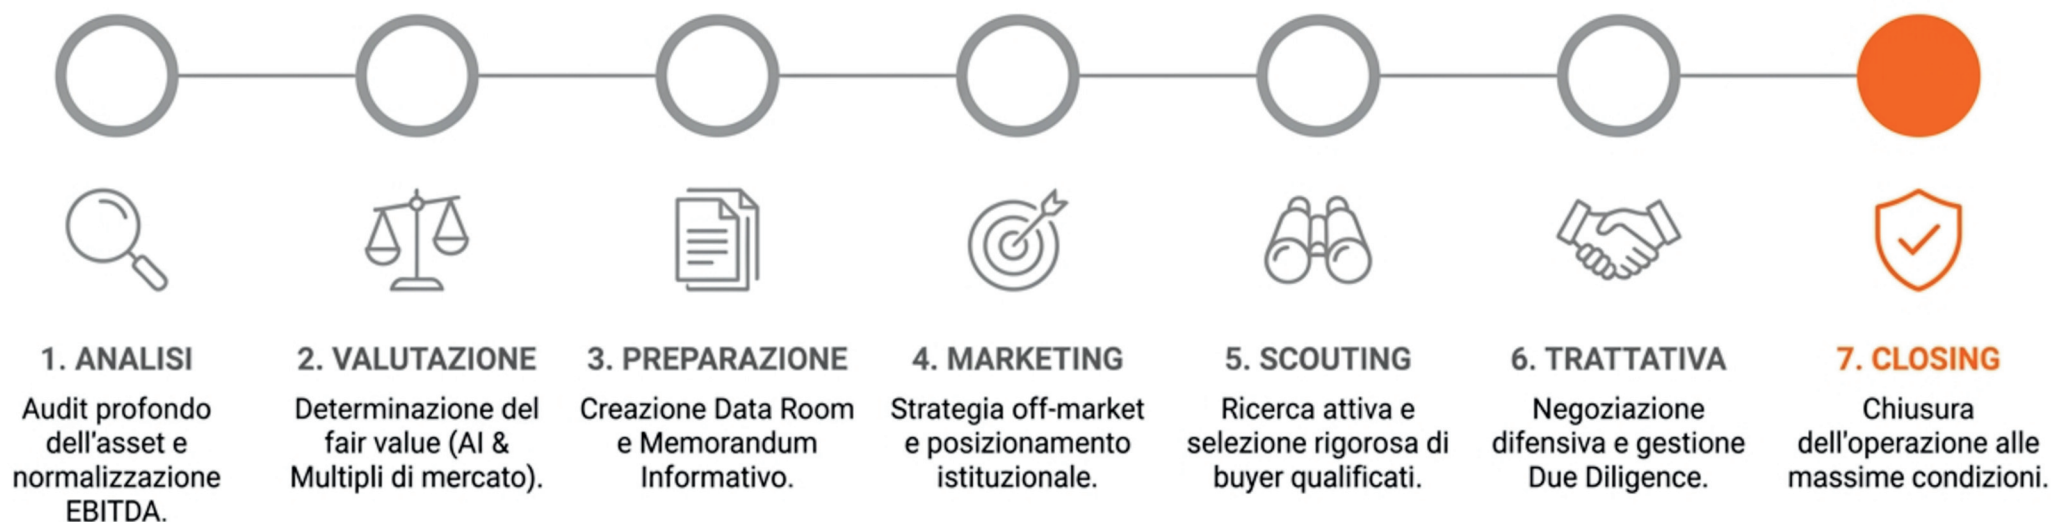 1. ANALISI
Audit profondo
dell'asset e
normalizzazione
EBITDA.
2. VALUTAZIONE
Determinazione del
fair value (AI &
Multipli di mercato).
3. PREPARAZIONE
Creazione Data Room
e Memorandum
Informativo.
4. MARKETING
Strategia off-market
e posizionamento
istituzionale.
5. SCOUTING
Ricerca attiva e
selezione rigorosa di
buyer qualificati.
6. TRATTATIVA
Negoziazione
difensiva e gestione
Due Diligence.
7. CLOSING
Chiusura
dell'operazione alle
massime condizioni.